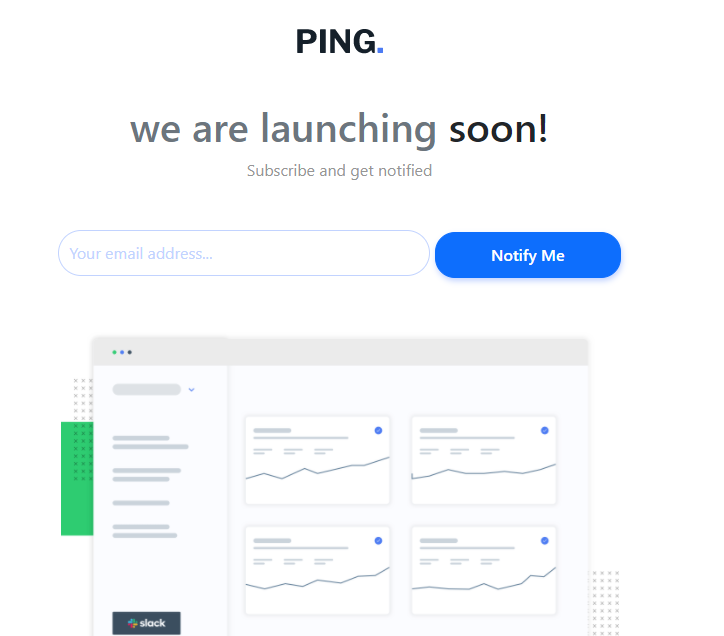 PING.
we are launching soon!
Subscribe and get notified
Your email address...
Notify Me
slack